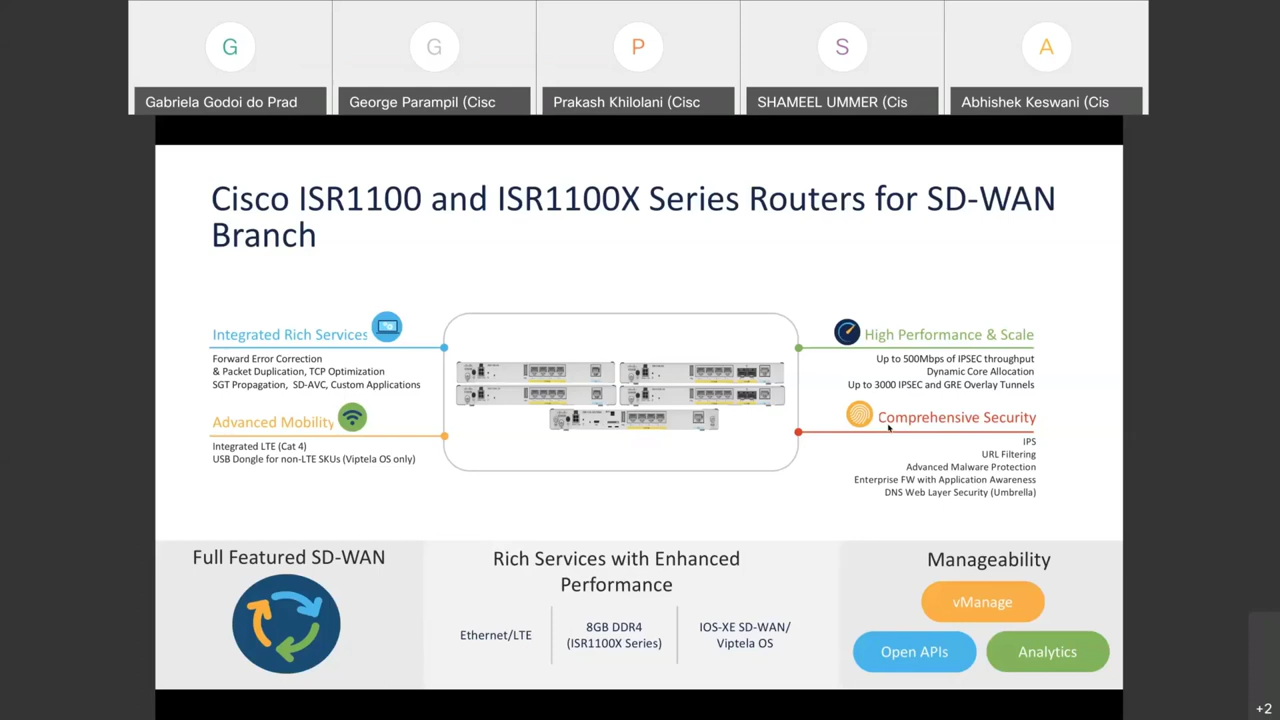 G
G
P
S
A
Gabriela Godoi do Prad
George Parampil (Cisc
Prakash Khilolani (Cisc
SHAMEEL UMMER (Cis
Abhishek Keswani (Cis
Cisco ISR1100 and ISR1100X Series Routers for SD-WAN
Branch
Integrated Rich Services
Forward Error Correction
& Packet Duplication, TCP Optimization
SGT Propagation, SD-AVC, Custom Applications
Advanced Mobility
Integrated LTE (Cat 4)
USB Dongle for non-LTE SKUs (Viptela OS only)
High Performance & Scale
Up to 500Mbps of IPSEC throughput
Dynamic Core Allocation
Up to 3000 IPSEC and GRE Overlay Tunnels
Comprehensive Security
IPS
URL Filtering
Advanced Malware Protection
Enterprise FW with Application Awareness
DNS Web Layer Security (Umbrella)
Full Featured SD-WAN
Rich Services with Enhanced
Performance
Ethernet/LTE
8GB DDR4
(ISR1100X Series)
IOS-XE SD-WAN/
Viptela OS
Manageability
vManage
Open APIs
Analytics
+2